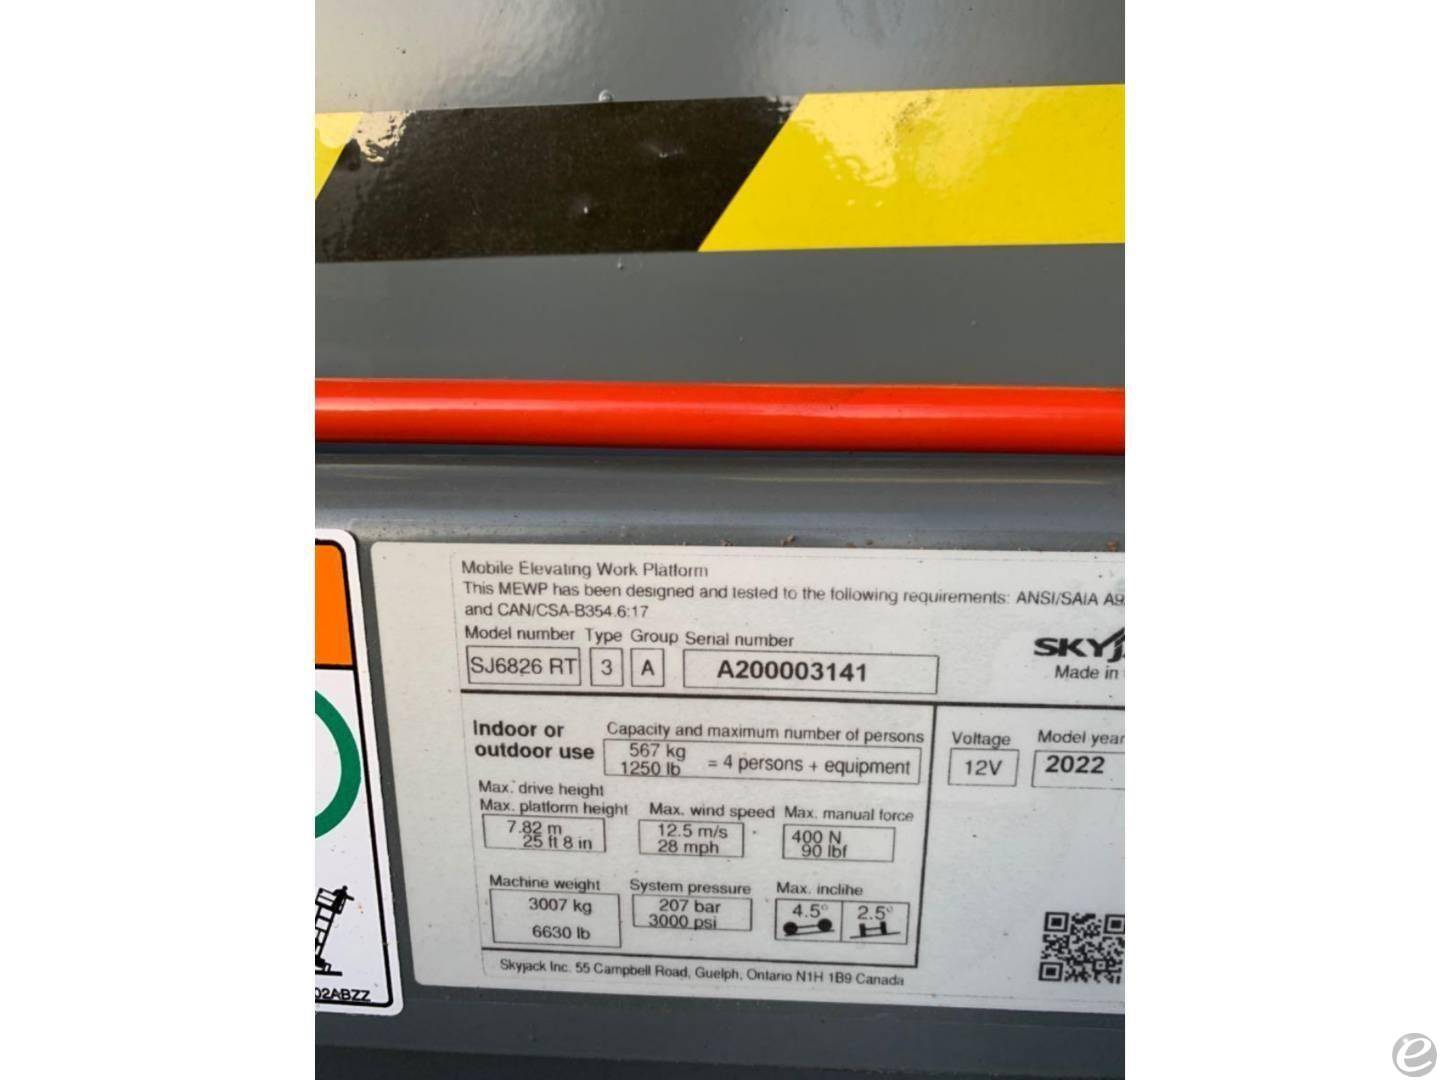 Mobile Elevating Work Platform
This MEWP has been designed and tested to the following requirements: ANSI/SAIA A9
and CAN/CSA-B354.6:17
Model number Type Group Serial number
SJ6826 RT 3 A A200003141
SKYJ
Made in
Indoor or
outdoor use
Capacity and maximum number of persons
567 kg
1250 lb = 4 persons + equipment
Voltage
12V
Model year
2022
Max. drive height
Max. platform height
7.82 m
25 ft 8 in
Max. wind speed
12.5 m/s
28 mph
Max. manual force
400 N
90 lbf
Machine weight
3007 kg
6630 lb
System pressure
207 bar
3000 psi
Max. incline
4.5° 2.5°
Skyjack Inc. 55 Campbell Road, Guelph, Ontario N1H 1B9 Canada
02ABZZ
e